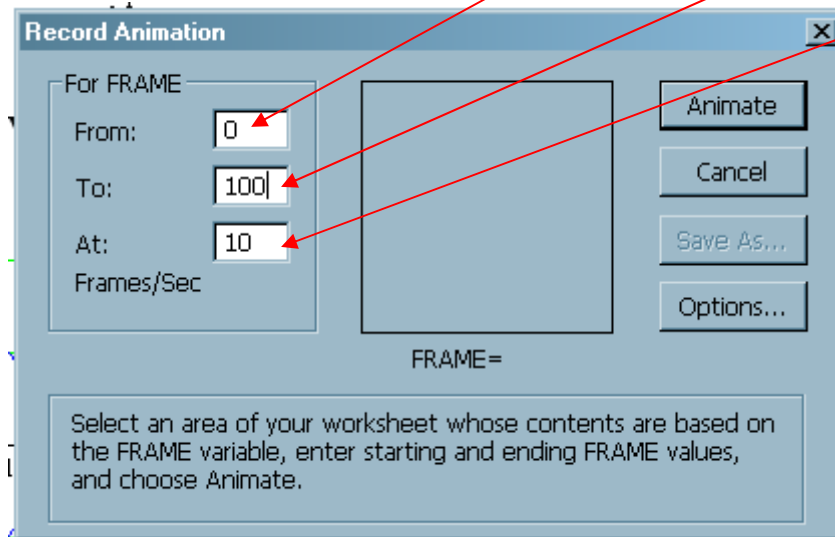 Record Animation
For FRAME
From: 0
To: 100
At: 10
Frames/Sec
Animate
Cancel
Save As...
Options...
FRAME=
Select an area of your worksheet whose contents are based on
the FRAME variable, enter starting and ending FRAME values,
and choose Animate.